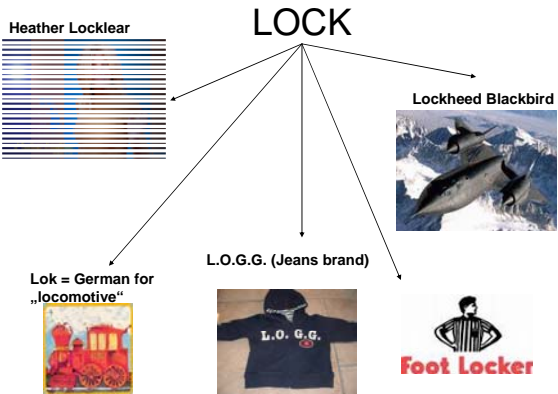 LOCK
Heather Locklear
Lockheed Blackbird
L.O.G.G. (Jeans brand)
Lok = German for
„locomotive“
L.O.G.G.
Foot Locker